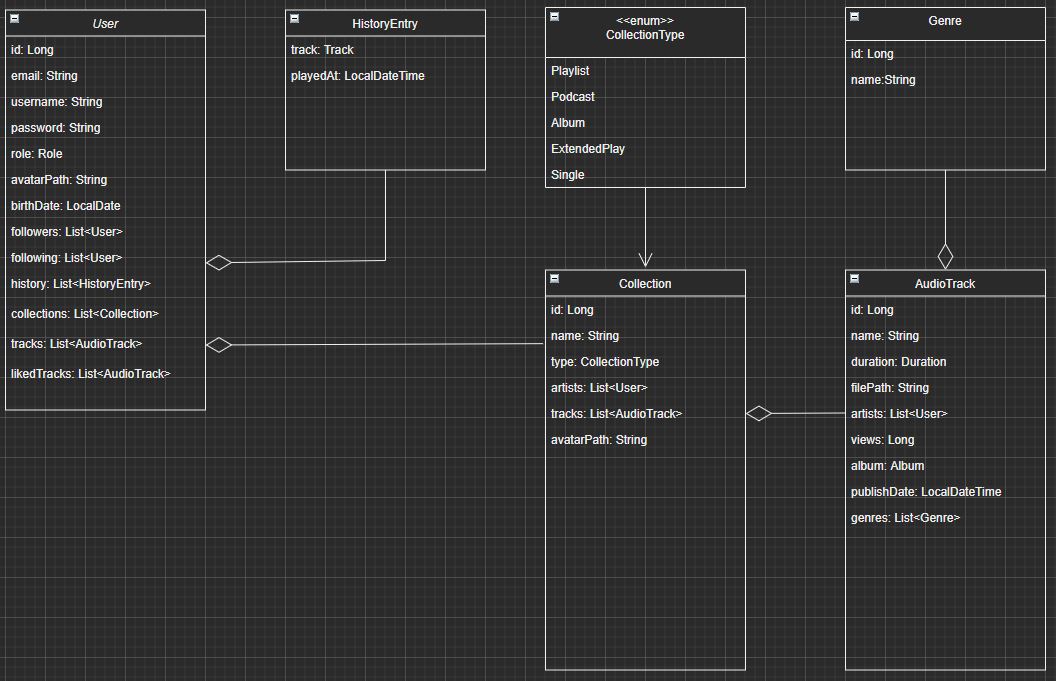 User
id: Long
email: String
username: String
password: String
role: Role
avatarPath: String
birthDate: LocalDate
followers: List<User>
following: List<User>
history: List<HistoryEntry>
collections: List<Collection>
tracks: List<AudioTrack>
likedTracks: List<AudioTrack>
HistoryEntry
track: Track
playedAt: LocalDateTime
<<enum>>
CollectionType
Playlist
Podcast
Album
ExtendedPlay
Single
Genre
id: Long
name:String
Collection
id: Long
name: String
type: CollectionType
artists: List<User>
tracks: List<AudioTrack>
avatarPath: String
AudioTrack
id: Long
name: String
duration: Duration
filePath: String
artists: List<User>
views: Long
album: Album
publishDate: LocalDateTime
genres: List<Genre>